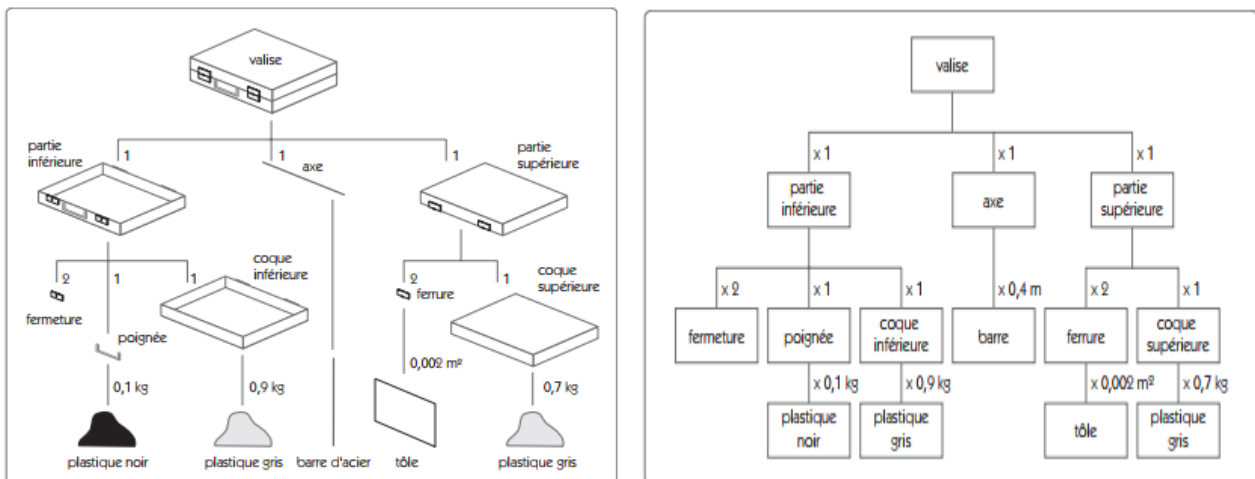 valise
partie
inférieure
1
1
axe
1
partie
supérieure
2
1
1
coque
inférieure
2
ferrure
1
coque
supérieure
fermeture
poignée
0,002 m²
0,1 kg
0,9 kg
0,7 kg
plastique noir
plastique gris
barre d'acier
tôle
plastique gris
valise
x 1
x 1
x 1
partie
inférieure
axe
partie
supérieure
x 2
x 1
x 1
x 0,4 m
x 2
x 1
fermeture
poignée
coque
inférieure
barre
ferrure
coque
supérieure
x 0,1 kg
x 0,9 kg
x 0,002 m²
x 0,7 kg
plastique
noir
plastique
gris
tôle
plastique
gris